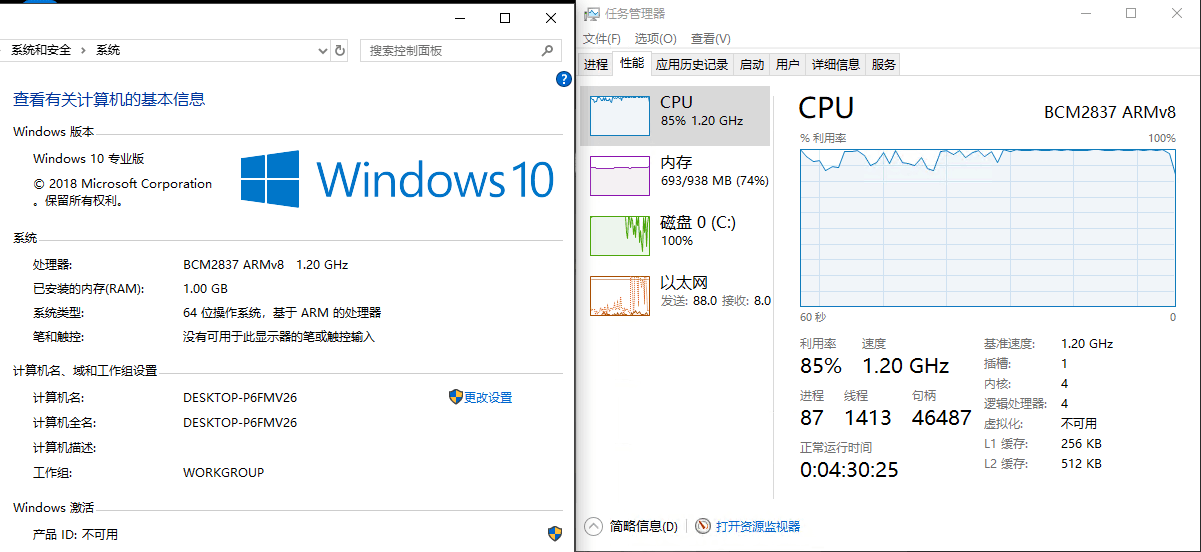 系统和安全 > 系统
搜索控制面板
查看有关计算机的基本信息
Windows 版本
Windows 10 专业版
© 2018 Microsoft Corporation
。保留所有权利。
Windows 10
系统
处理器: BCM2837 ARMv8 1.20 GHz
已安装的内存(RAM): 1.00 GB
系统类型: 64 位操作系统, 基于 ARM 的处理器
笔和触控: 没有可用于此显示器的笔或触控输入
计算机名、域和工作组设置
计算机名: DESKTOP-P6FMV26
更改设置
计算机全名: DESKTOP-P6FMV26
计算机描述:
工作组: WORKGROUP
Windows 激活
产品 ID: 不可用
任务管理器
文件(F) 选项(O) 查看(V)
进程 性能 应用历史记录 启动 用户 详细信息 服务
CPU
85% 1.20 GHz
内存
693/938 MB (74%)
磁盘 0 (C:)
100%
以太网
发送: 88.0 接收: 8.0
CPU BCM2837 ARMv8
% 利用率 100%
60 秒 0
利用率 速度
85% 1.20 GHz
进程 线程 句柄
87 1413 46487
正常运行时间
0:04:30:25
基准速度: 1.20 GHz
插槽: 1
内核: 4
逻辑处理器: 4
虚拟化: 不可用
L1 缓存: 256 KB
L2 缓存: 512 KB
简略信息(D) 打开资源监视器